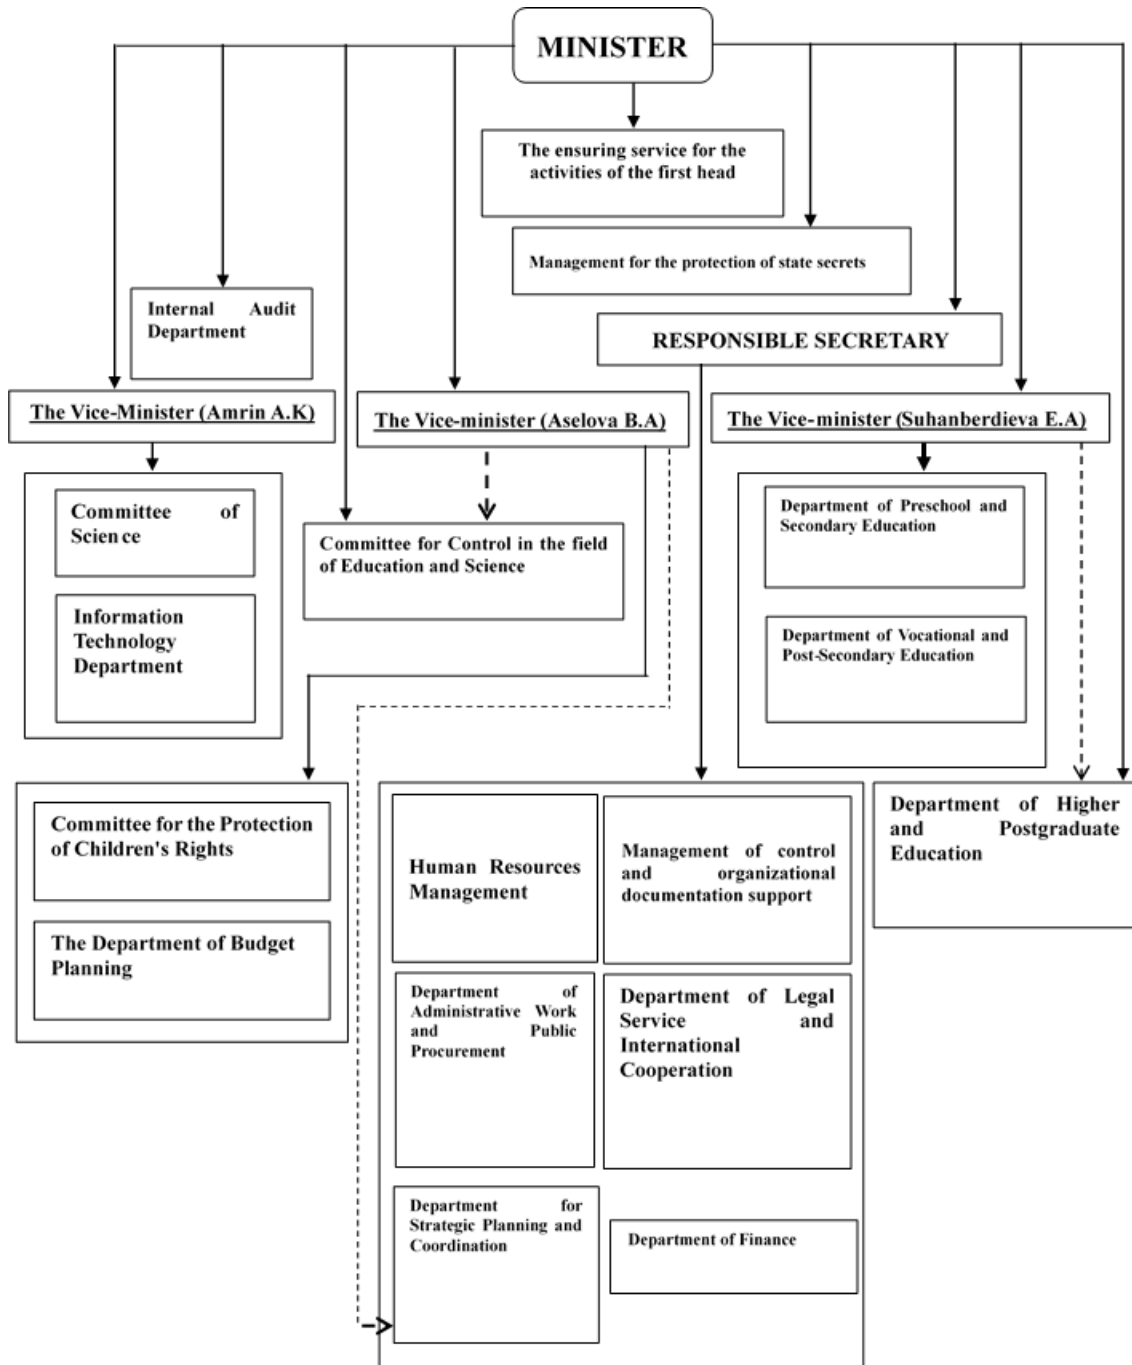 MINISTER
The ensuring service for the
activities of the first head
Management for the protection of state secrets
Internal Audit
Department
RESPONSIBLE SECRETARY
The Vice-Minister (Amrin A.K)
The Vice-minister (Aselova B.A)
The Vice-minister (Suhanberdieva E.A)
Committee of
Science
Information
Technology
Department
Committee for Control in the field
of Education and Science
Department of Preschool and
Secondary Education
Department of Vocational and
Post-Secondary Education
Committee for the Protection
of Children's Rights
The Department of Budget
Planning
Human Resources
Management
Management of control
and organizational
documentation support
Department of Higher
and Postgraduate
Education
Department of
Administrative Work
and Public
Procurement
Department of Legal
Service and
International
Cooperation
Department for
Strategic Planning and
Coordination
Department of Finance